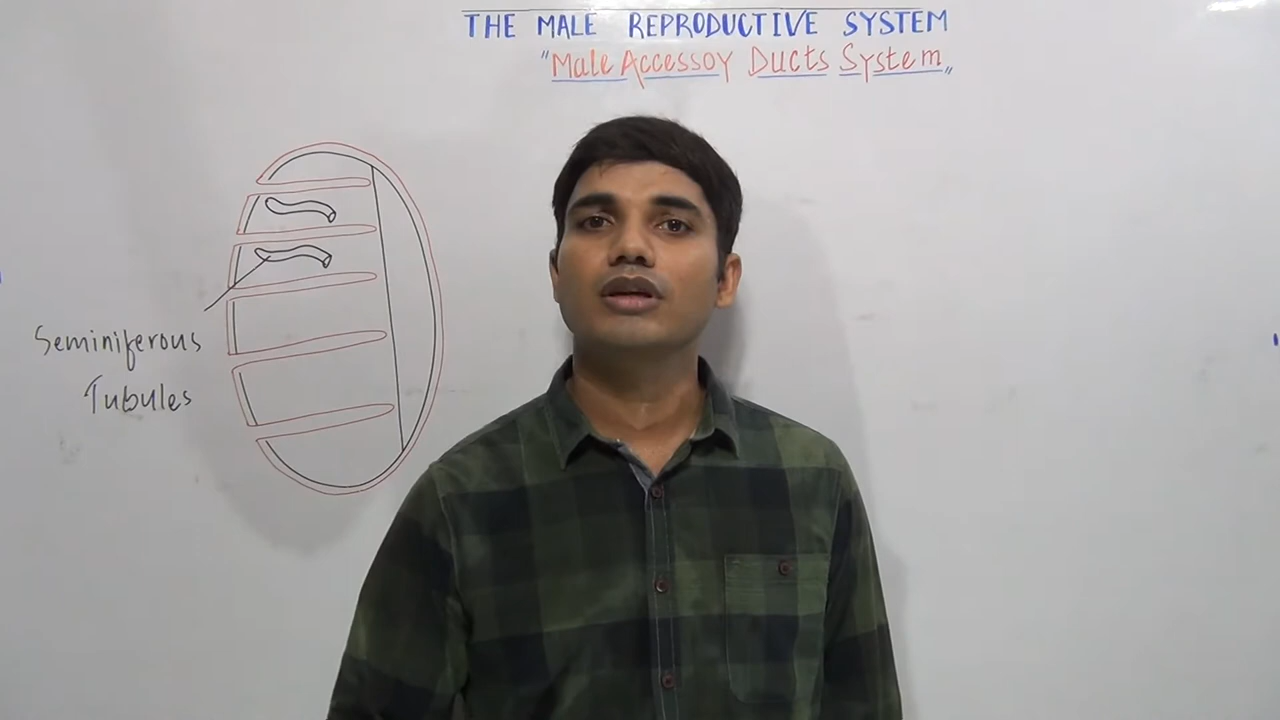 THE MALE REPRODUCTIVE SYSTEM
"Male Accessoy Ducts System"
Seminiferous
Tubules